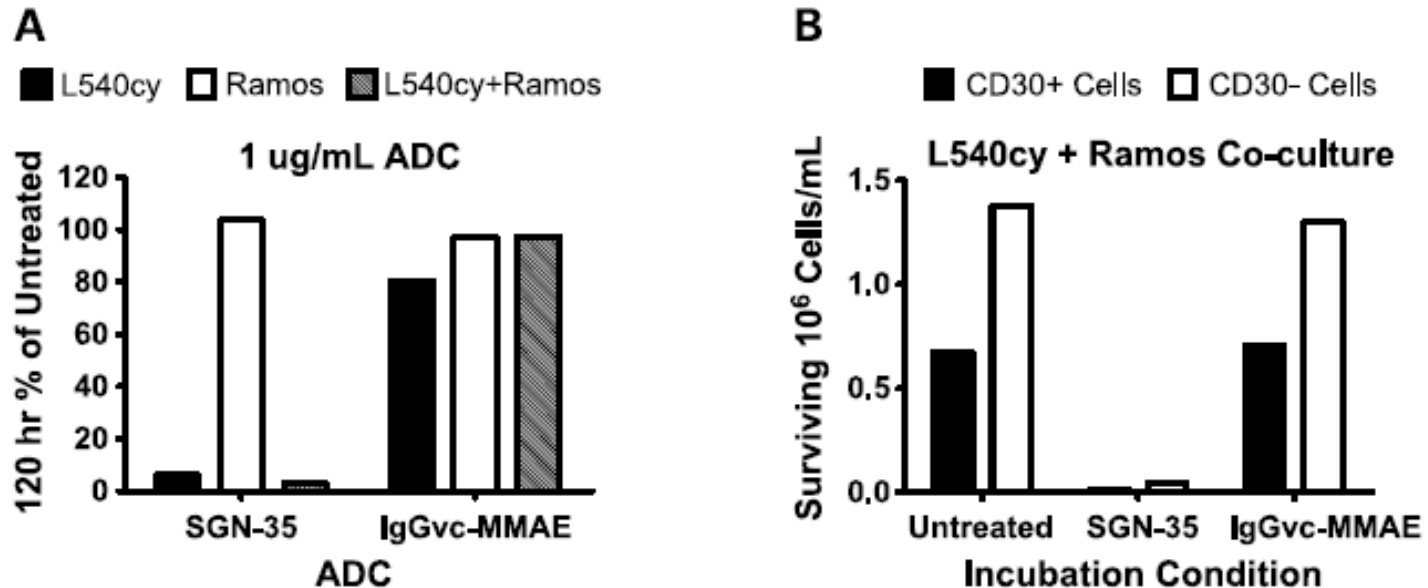 A
L540cy Ramos L540cy+Ramos
1 ug/mL ADC
120 hr % of Untreated
120
100
80
60
40
20
0
SGN-35 IgGvc-MMAE
ADC
B
CD30+ Cells CD30- Cells
L540cy + Ramos Co-culture
Surviving 10⁶ Cells/mL
1.5
1.0
0.5
0.0
Untreated SGN-35 IgGvc-MMAE
Incubation Condition